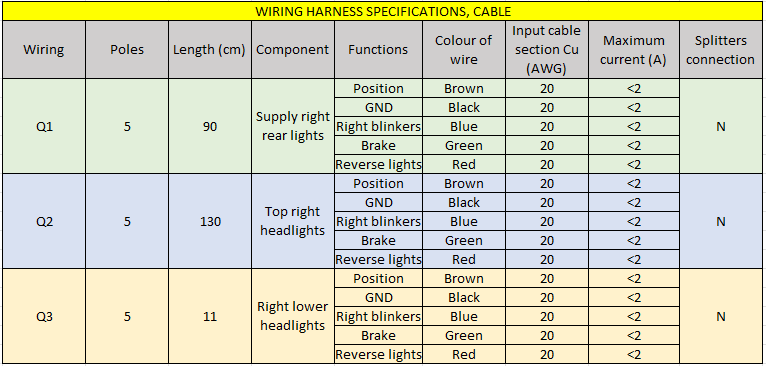 WIRING HARNESS SPECIFICATIONS, CABLE
Wiring Poles Length (cm) Component Functions Colour of wire Input cable section Cu (AWG) Maximum current (A) Splitters connection
Q1 5 90 Supply right rear lights Position Brown 20 <2 N
GND Black 20 <2
Right blinkers Blue 20 <2
Brake Green 20 <2
Reverse lights Red 20 <2
Q2 5 130 Top right headlights Position Brown 20 <2 N
GND Black 20 <2
Right blinkers Blue 20 <2
Brake Green 20 <2
Reverse lights Red 20 <2
Q3 5 11 Right lower headlights Position Brown 20 <2 N
GND Black 20 <2
Right blinkers Blue 20 <2
Brake Green 20 <2
Reverse lights Red 20 <2